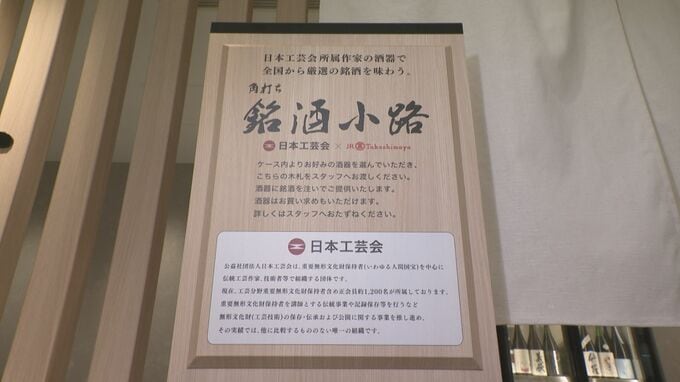 日本工芸会所属作家の酒器で
全国から厳選の銘酒を味わう。
角打ち
銘酒小路
日本工芸会 × JR Takashimaya
ケース内よりお好みの酒器を選んでいただき、
こちらの木札をスタッフへお渡しください。
酒器に銘酒を注いでご提供いたします。
酒器はお買い求めもいただけます。
詳しくはスタッフへおたずねください。
日本工芸会
公益社団法人日本工芸会は、重要無形文化財保持者(いわゆる人間国宝)を中心に
伝統工芸作家、技術者等で組織する団体です。
現在、工芸分野重要無形文化財保持者含め正会員約1,200名が所属しております。
重要無形文化財保持者を講師とする伝統事業や記録保存等を行うなど
無形文化財(工芸技術)の保存・伝承および公開に関する事業を推し進め、
その実績では、他に比較するもののない唯一の組織です。